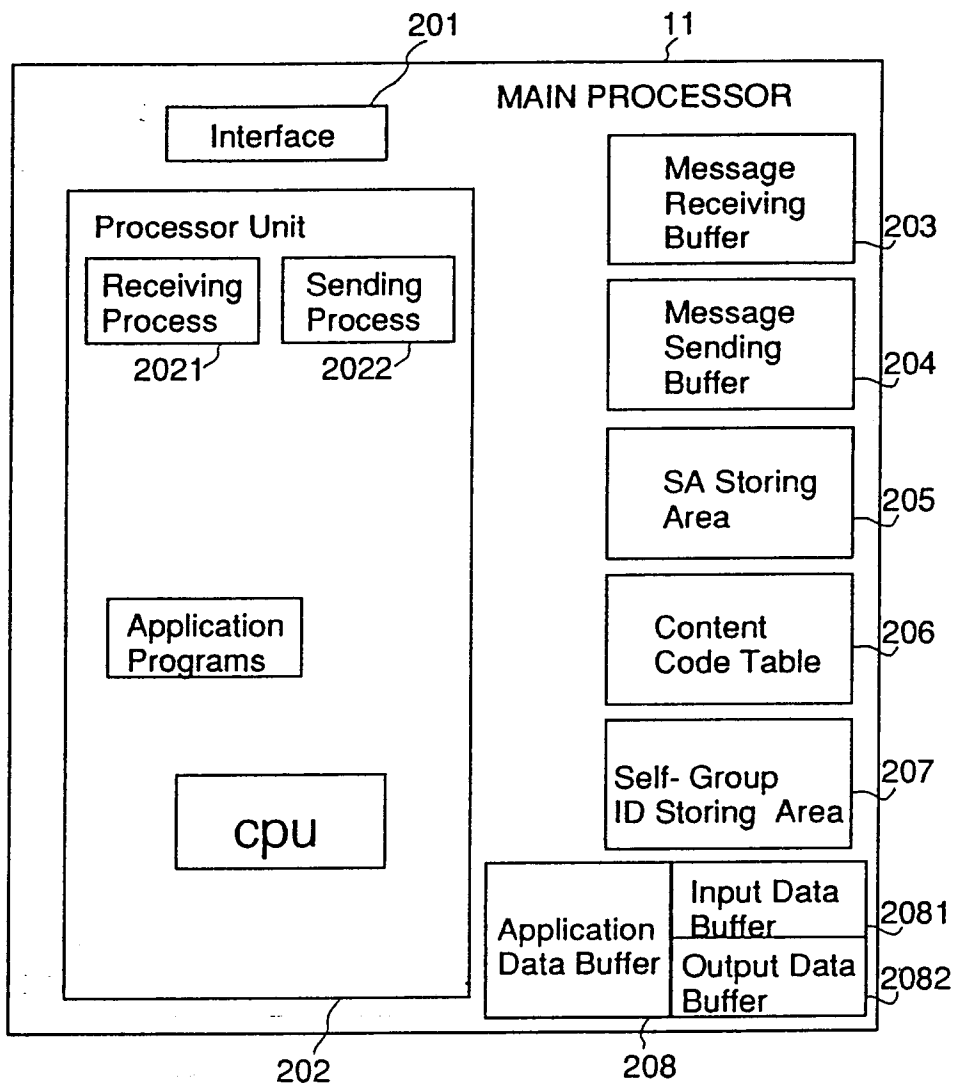 201
11
MAIN PROCESSOR
Interface
Message
Receiving
Buffer
203
Processor Unit
Receiving
Process
2021
Sending
Process
2022
Message
Sending
Buffer
204
SA Storing
Area
205
Application
Programs
Content
Code Table
206
cpu
Self- Group
ID Storing Area
207
Application
Data Buffer
Input Data
Buffer
2081
Output Data
Buffer
2082
202
208